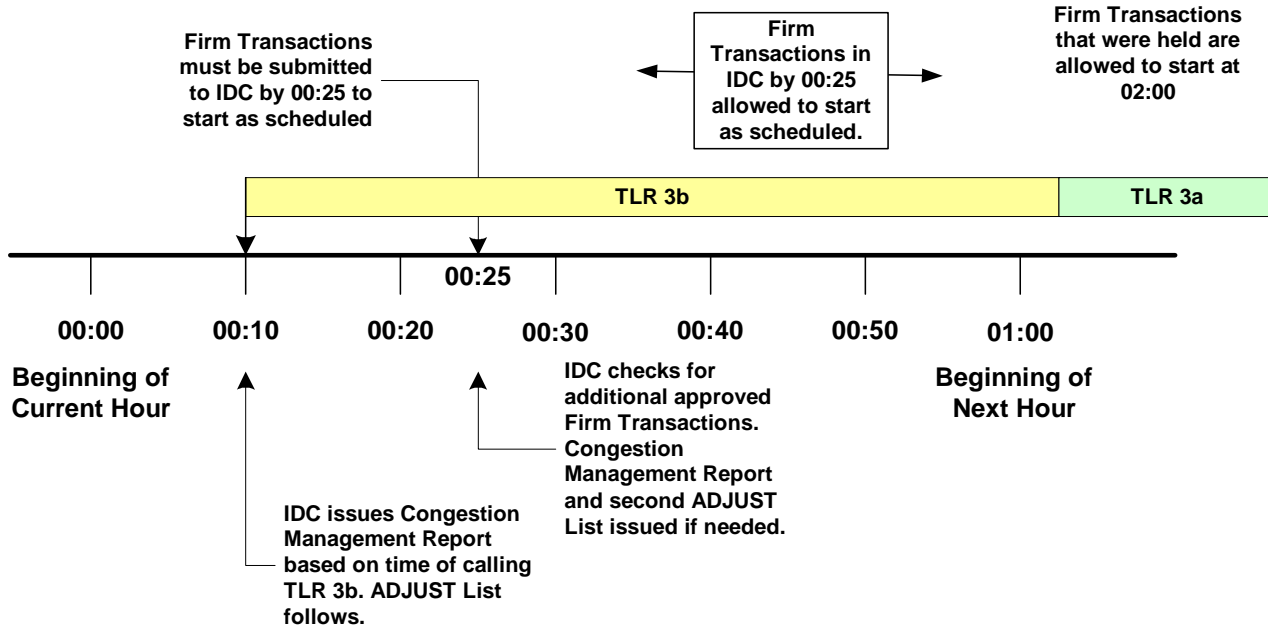 Firm Transactions
must be submitted
to IDC by 00:25 to
start as scheduled
Firm
Transactions in
IDC by 00:25
allowed to start
as scheduled.
Firm Transactions
that were held are
allowed to start at
02:00
TLR 3b
TLR 3a
00:25
00:00
00:10
00:20
00:30
00:40
00:50
01:00
Beginning of
Current Hour
Beginning of
Next Hour
IDC checks for
additional approved
Firm Transactions.
Congestion
Management Report
and second ADJUST
List issued if needed.
IDC issues Congestion
Management Report
based on time of calling
TLR 3b. ADJUST List
follows.